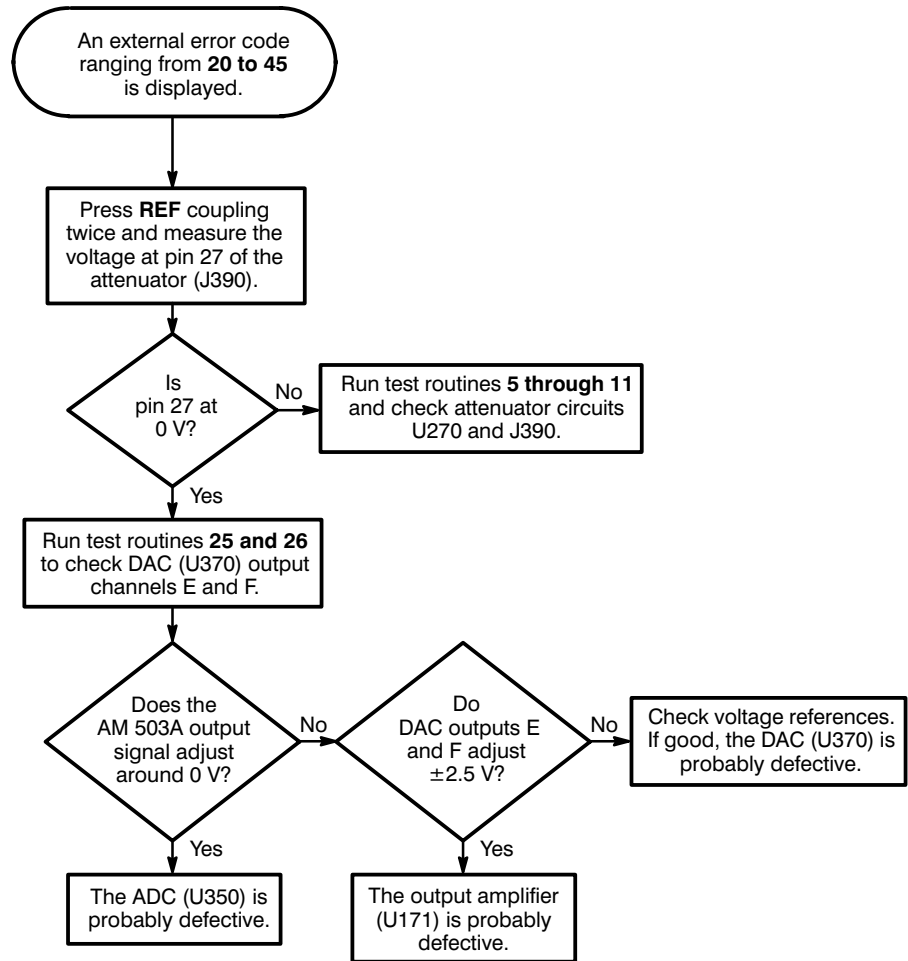 An external error code
ranging from 20 to 45
is displayed.
Press REF coupling
twice and measure the
voltage at pin 27 of the
attenuator (J390).
Is
pin 27 at
0 V?
No
Run test routines 5 through 11
and check attenuator circuits
U270 and J390.
Yes
Run test routines 25 and 26
to check DAC (U370) output
channels E and F.
Does the
AM 503A output
signal adjust
around 0 V?
No
Do
DAC outputs E
and F adjust
±2.5 V?
No
Check voltage references.
If good, the DAC (U370) is
probably defective.
Yes
The ADC (U350) is
probably defective.
Yes
The output amplifier
(U171) is probably
defective.